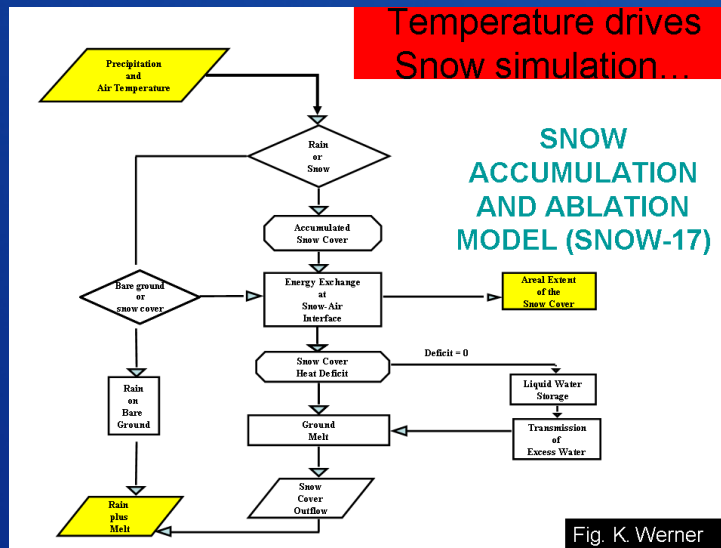 Temperature drives
Snow simulation...
SNOW
ACCUMULATION
AND ABLATION
MODEL (SNOW-17)
Precipitation
and
Air Temperature
Rain
or
Snow
Accumulated
Snow Cover
Bare ground
or
snow cover
Energy Exchange
at
Snow-Air
Interface
Areal Extent
of the
Snow Cover
Snow Cover
Heat Deficit
Deficit = 0
Liquid Water
Storage
Rain
on
Bare
Ground
Ground
Melt
Transmission
of
Excess Water
Snow
Cover
Outflow
Rain
plus
Melt
Fig. K. Werner